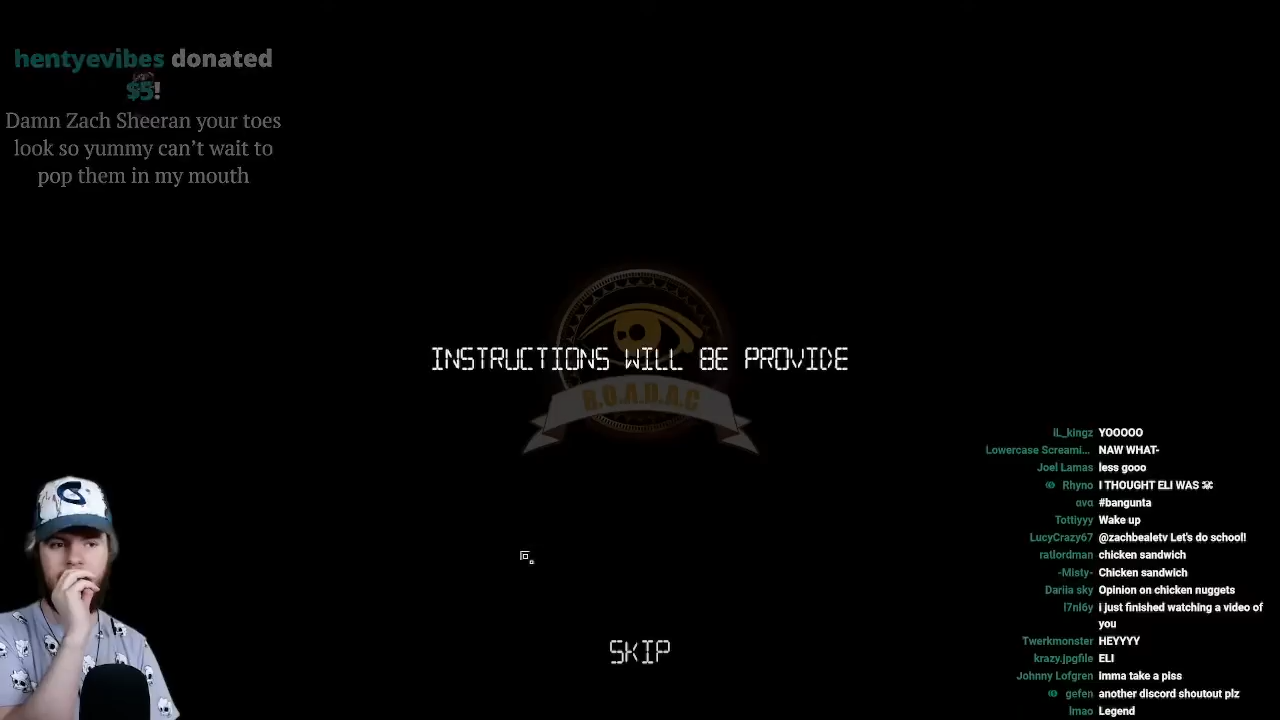 hentyevibes donated
$5!
Damn Zach Sheeran your toes
look so yummy can’t wait to
pop them in my mouth
INSTRUCTIONS WILL BE PROVIDE
B.O.A.D.A.C
SKIP
iL_kingz YOOOOO
Lowercase Screami... NAW WHAT-
Joel Lamas less gooo
Rhyno I THOUGHT ELI WAS ☠
ava #bangunta
Tottiyyy Wake up
LucyCrazy67 @zachbealetv Let's do school!
ratlordman chicken sandwich
-Misty- Chicken sandwich
Dariia sky Opinion on chicken nuggets
i7nl6y i just finished watching a video of
you
Twerkmonster HEYYYY
krazy.jpgfile ELI
Johnny Lofgren Imma take a piss
gefen another discord shoutout plz
lmao Legend